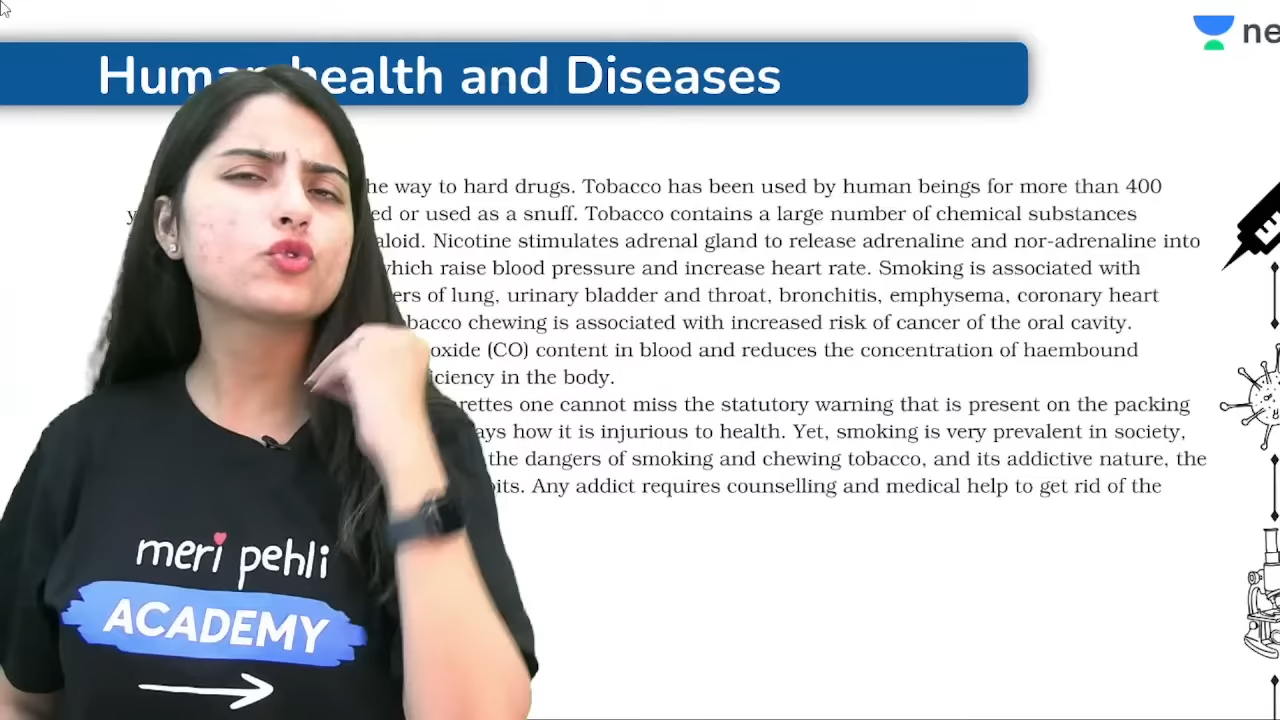 ne
Human health and Diseases
he way to hard drugs. Tobacco has been used by human beings for more than 400
y ed or used as a snuff. Tobacco contains a large number of chemical substances
aloid. Nicotine stimulates adrenal gland to release adrenaline and nor-adrenaline into
which raise blood pressure and increase heart rate. Smoking is associated with
ers of lung, urinary bladder and throat, bronchitis, emphysema, coronary heart
bacco chewing is associated with increased risk of cancer of the oral cavity.
oxide (CO) content in blood and reduces the concentration of haembound
iciency in the body.
rettes one cannot miss the statutory warning that is present on the packing
ays how it is injurious to health. Yet, smoking is very prevalent in society,
the dangers of smoking and chewing tobacco, and its addictive nature, the
bits. Any addict requires counselling and medical help to get rid of the
meri pehli
ACADEMY